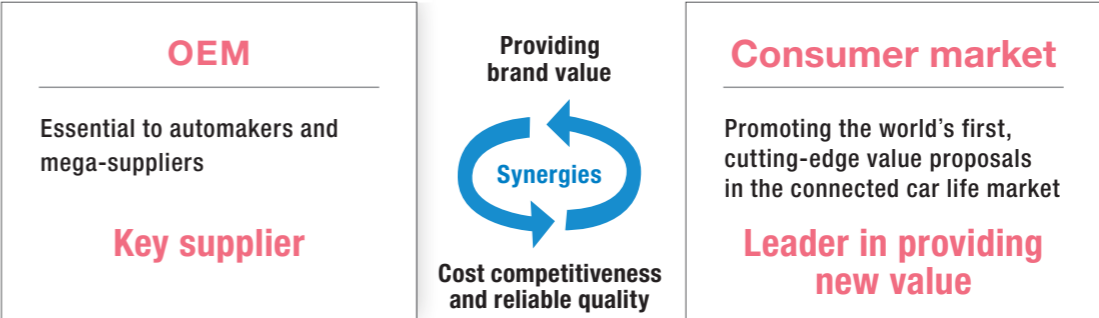 OEM
Essential to automakers and
mega-suppliers
Key supplier
Providing
brand value
Synergies
Cost competitiveness
and reliable quality
Consumer market
Promoting the world’s first,
cutting-edge value proposals
in the connected car life market
Leader in providing
new value